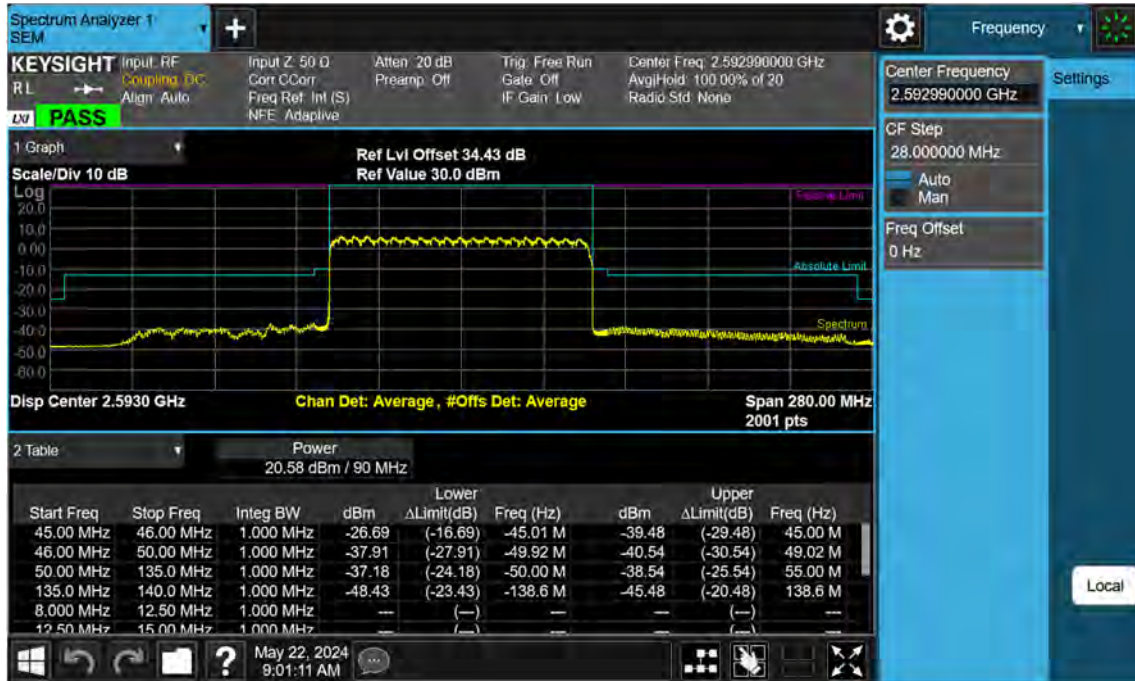 Spectrum Analyzer 1
SEM
Frequency
KEYSIGHT
Input: RF
Coupling: DC
Align: Auto
Input Z: 50 Ω
Corr CCorr
Freq Ref: Int (S)
NFE: Adaptive
Atten: 20 dB
Preamp: Off
Trig: Free Run
Gate: Off
IF Gain: Low
Center Freq: 2.592990000 GHz
Avg|Hold: 100.00% of 20
Radio Std: None
RL
LXI
PASS
Center Frequency
2.592990000 GHz
Settings
CF Step
28.000000 MHz
Auto
Man
Freq Offset
0 Hz
Local
1 Graph
Scale/Div 10 dB
Ref Lvl Offset 34.43 dB
Ref Value 30.0 dBm
Log
Relative Limit
20.0
10.0
0.00
-10.0
Absolute Limit
-20.0
-30.0
Spectrum
-40.0
-50.0
-60.0
Disp Center 2.5930 GHz
Chan Det: Average, #Offs Det: Average
Span 280.00 MHz
2001 pts
2 Table
Power
20.58 dBm / 90 MHz
Lower Upper
Start Freq Stop Freq Integ BW dBm ΔLimit(dB) Freq (Hz) dBm ΔLimit(dB) Freq (Hz)
45.00 MHz 46.00 MHz 1.000 MHz -26.69 (-16.69) -45.01 M -39.48 (-29.48) 45.00 M
46.00 MHz 50.00 MHz 1.000 MHz -37.91 (-27.91) -49.92 M -40.54 (-30.54) 49.02 M
50.00 MHz 135.0 MHz 1.000 MHz -37.18 (-24.18) -50.00 M -38.54 (-25.54) 55.00 M
135.0 MHz 140.0 MHz 1.000 MHz -48.43 (-23.43) -138.6 M -45.48 (-20.48) 138.6 M
8.000 MHz 12.50 MHz 1.000 MHz --- (---) --- --- (---) ---
12.50 MHz 15.00 MHz 1.000 MHz --- (---) --- --- (---) ---
May 22, 2024
9:01:11 AM